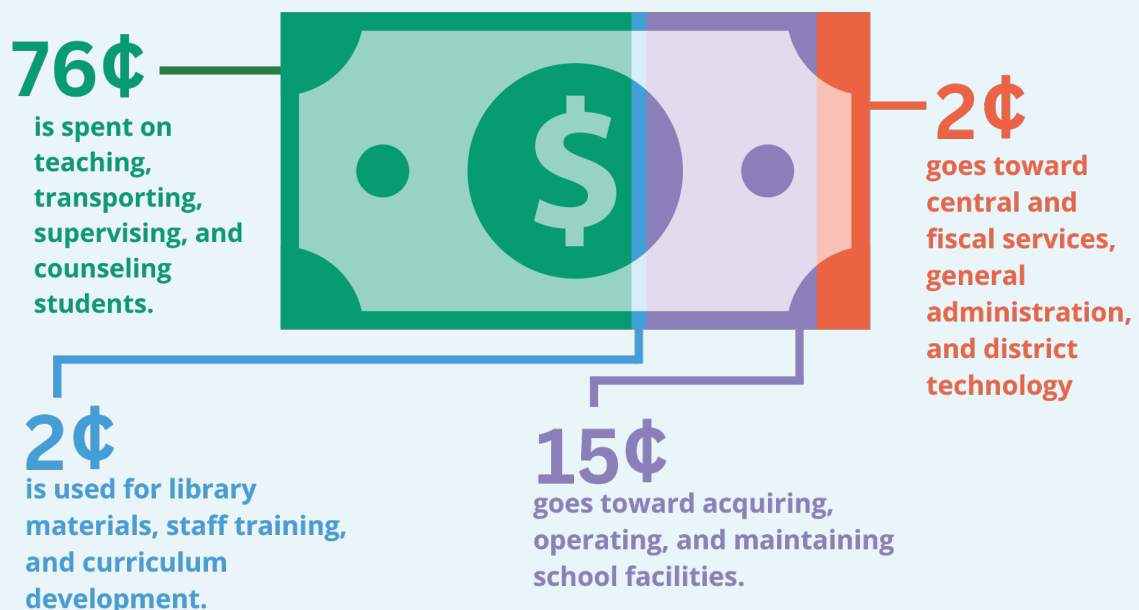 76¢
is spent on
teaching,
transporting,
supervising, and
counseling
students.
$
2¢
goes toward
central and
fiscal services,
general
administration,
and district
technology
2¢
is used for library
materials, staff training,
and curriculum
development.
15¢
goes toward acquiring,
operating, and maintaining
school facilities.